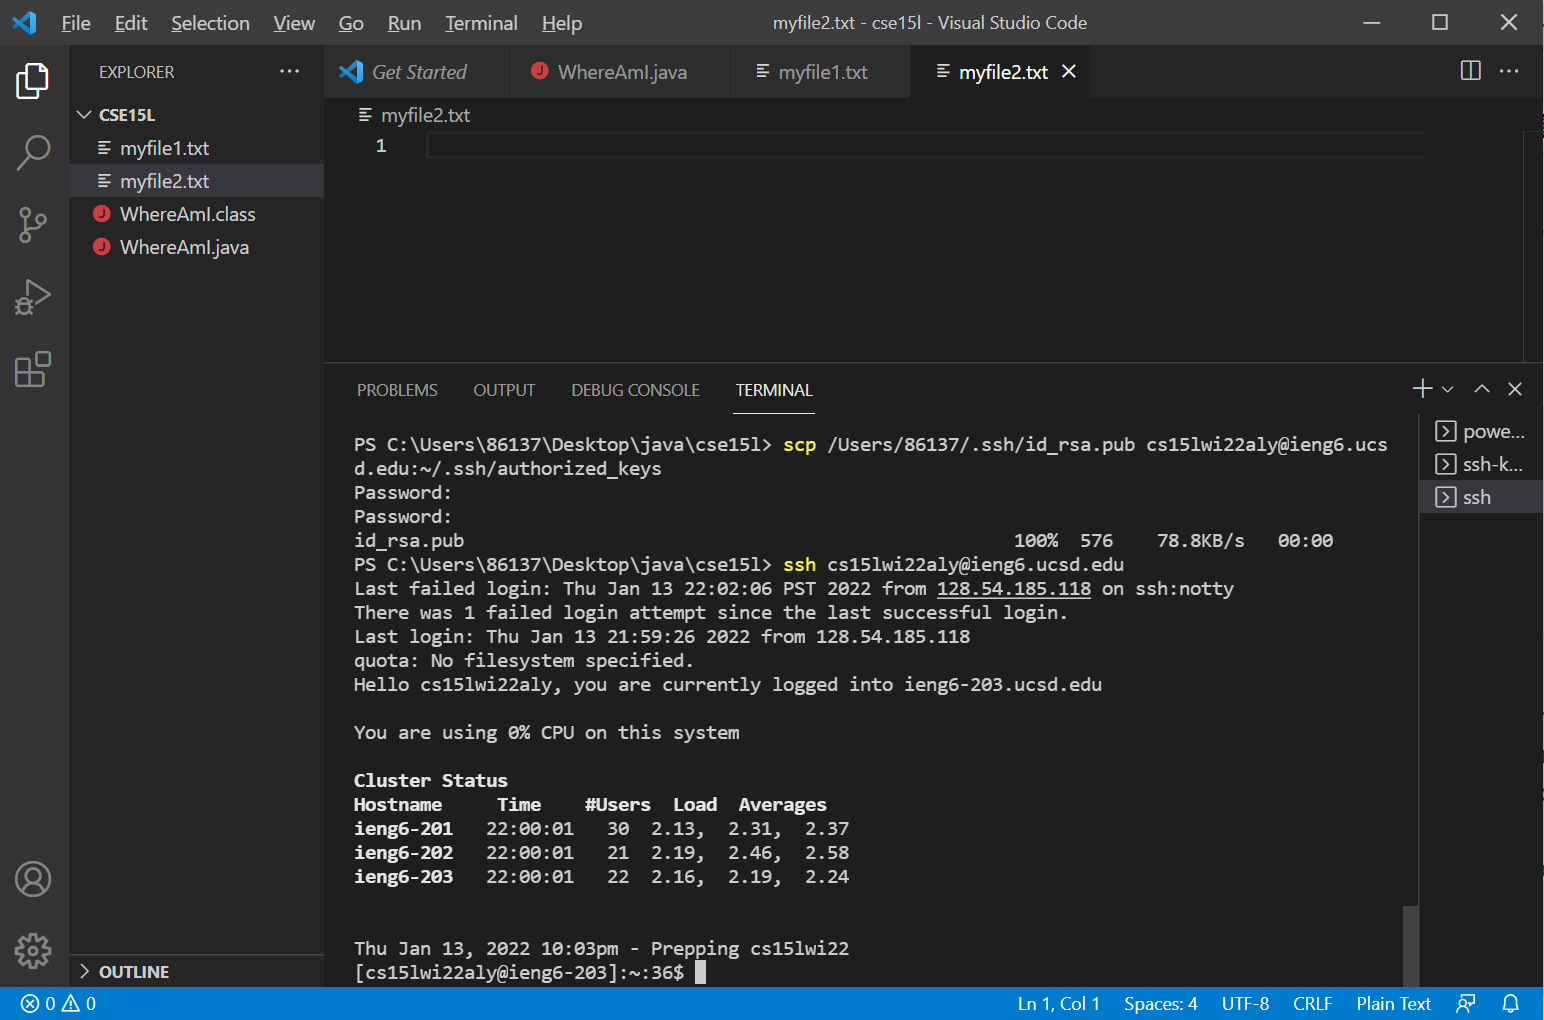 File Edit Selection View Go Run Terminal Help
myfile2.txt - cse15l - Visual Studio Code
EXPLORER
CSE15L
myfile1.txt
myfile2.txt
WhereAmI.class
WhereAmI.java
OUTLINE
Get Started WhereAmI.java myfile1.txt myfile2.txt
myfile2.txt
1
PROBLEMS OUTPUT DEBUG CONSOLE TERMINAL
PS C:\Users\86137\Desktop\java\cse15l> scp /Users/86137/.ssh/id_rsa.pub cs15lwi22aly@ieng6.ucs
d.edu:~/.ssh/authorized_keys
Password:
Password:
id_rsa.pub 100% 576 78.8KB/s 00:00
PS C:\Users\86137\Desktop\java\cse15l> ssh cs15lwi22aly@ieng6.ucsd.edu
Last failed login: Thu Jan 13 22:02:06 PST 2022 from 128.54.185.118 on ssh:notty
There was 1 failed login attempt since the last successful login.
Last login: Thu Jan 13 21:59:26 2022 from 128.54.185.118
quota: No filesystem specified.
Hello cs15lwi22aly, you are currently logged into ieng6-203.ucsd.edu
You are using 0% CPU on this system
Cluster Status
Hostname Time #Users Load Averages
ieng6-201 22:00:01 30 2.13, 2.31, 2.37
ieng6-202 22:00:01 21 2.19, 2.46, 2.58
ieng6-203 22:00:01 22 2.16, 2.19, 2.24
Thu Jan 13, 2022 10:03pm - Prepping cs15lwi22
[cs15lwi22aly@ieng6-203]:~:36$
powe...
ssh-k...
ssh
0 0
Ln 1, Col 1 Spaces: 4 UTF-8 CRLF Plain Text